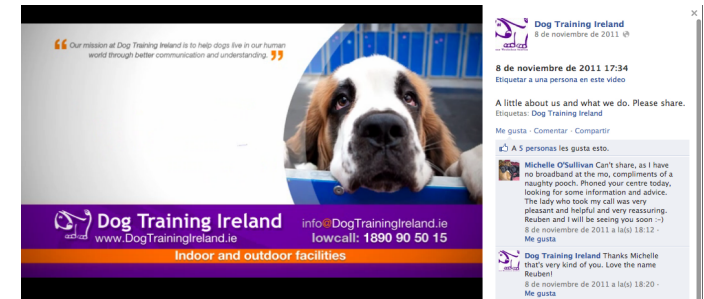 Our mission at Dog Training Ireland is to help dogs live in our human
world through better communication and understanding.
Dog Training Ireland
www.DogTrainingIreland.ie
info@DogTrainingIreland.ie
lowcall: 1890 90 50 15
Indoor and outdoor facilities
Dog Training Ireland
8 de noviembre de 2011
8 de noviembre de 2011 17:34
Etiquetar a una persona en este video
A little about us and what we do. Please share.
Etiquetas: Dog Training Ireland
Me gusta · Comentar · Compartir
A 5 personas les gusta esto.
Michelle O'Sullivan Can't share, as I have
no broadband at the mo, compliments of a
naughty pooch. Phoned your centre today,
looking for some information and advice.
The lady who took my call was very
pleasant and helpful and very reassuring.
Reuben and I will be seeing you soon :-)
8 de noviembre de 2011 a la(s) 18:12 ·
Me gusta
Dog Training Ireland Thanks Michelle
that's very kind of you. Love the name
Reuben!
8 de noviembre de 2011 a la(s) 18:20 ·
Me gusta